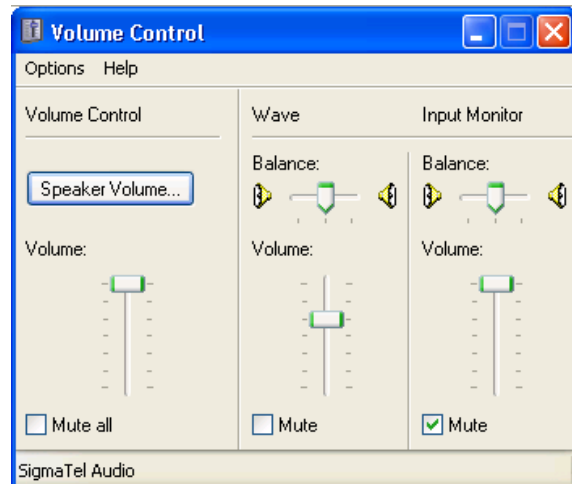 Volume Control
Options Help
Volume Control
Wave
Input Monitor
Speaker Volume...
Balance:
Balance:
Volume:
Volume:
Volume:
Mute all
Mute
Mute
SigmaTel Audio